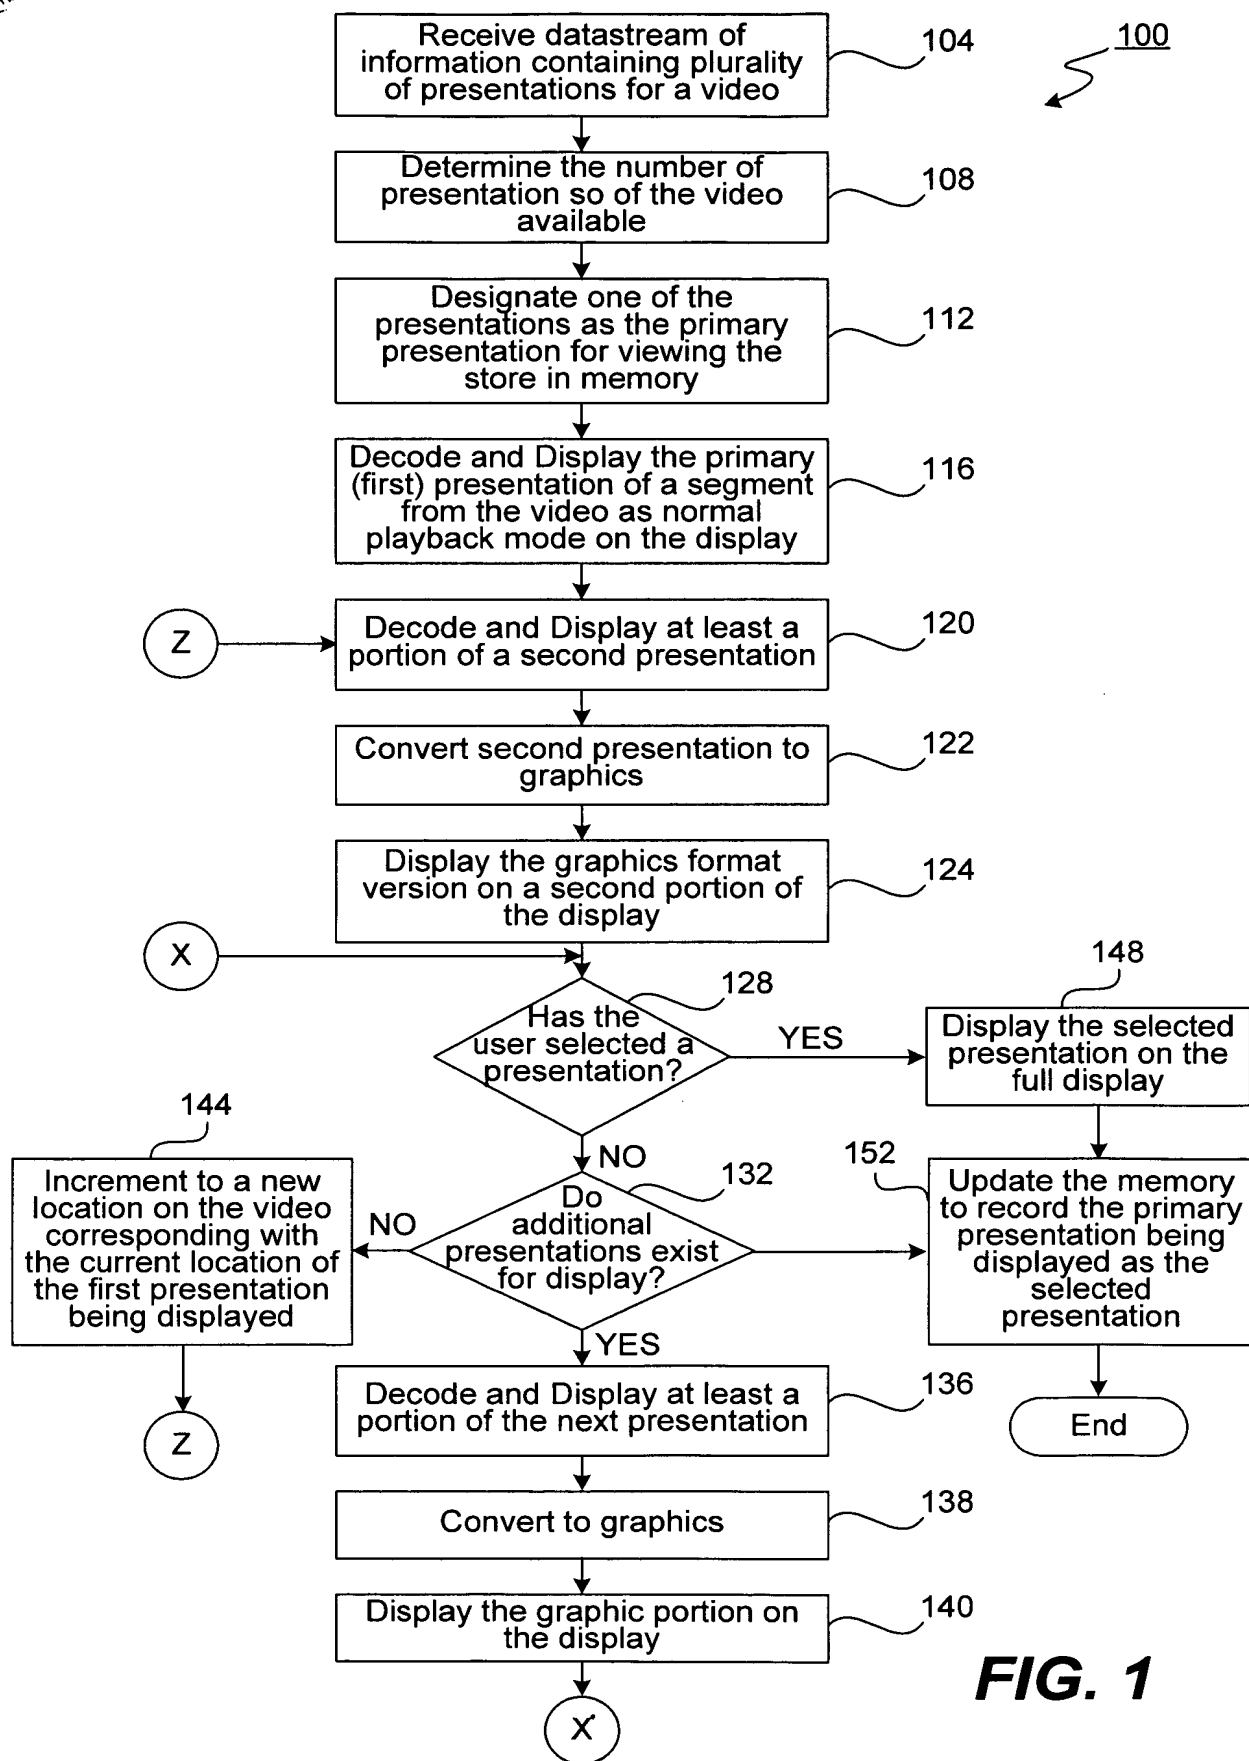 Receive datastream of
information containing plurality
of presentations for a video
104
100
Determine the number of
presentation so of the video
available
108
Designate one of the
presentations as the primary
presentation for viewing the
store in memory
112
Decode and Display the primary
(first) presentation of a segment
from the video as normal
playback mode on the display
116
Z
Decode and Display at least a
portion of a second presentation
120
Convert second presentation to
graphics
122
Display the graphics format
version on a second portion of
the display
124
X
Has the
user selected a
presentation?
128
YES
148
Display the selected
presentation on the
full display
NO
144
Increment to a new
location on the video
corresponding with
the current location of
the first presentation
being displayed
NO
Do
additional
presentations exist
for display?
132
152
Update the memory
to record the primary
presentation being
displayed as the
selected
presentation
YES
Z
Decode and Display at least a
portion of the next presentation
136
End
Convert to graphics
138
Display the graphic portion on
the display
140
X
FIG. 1